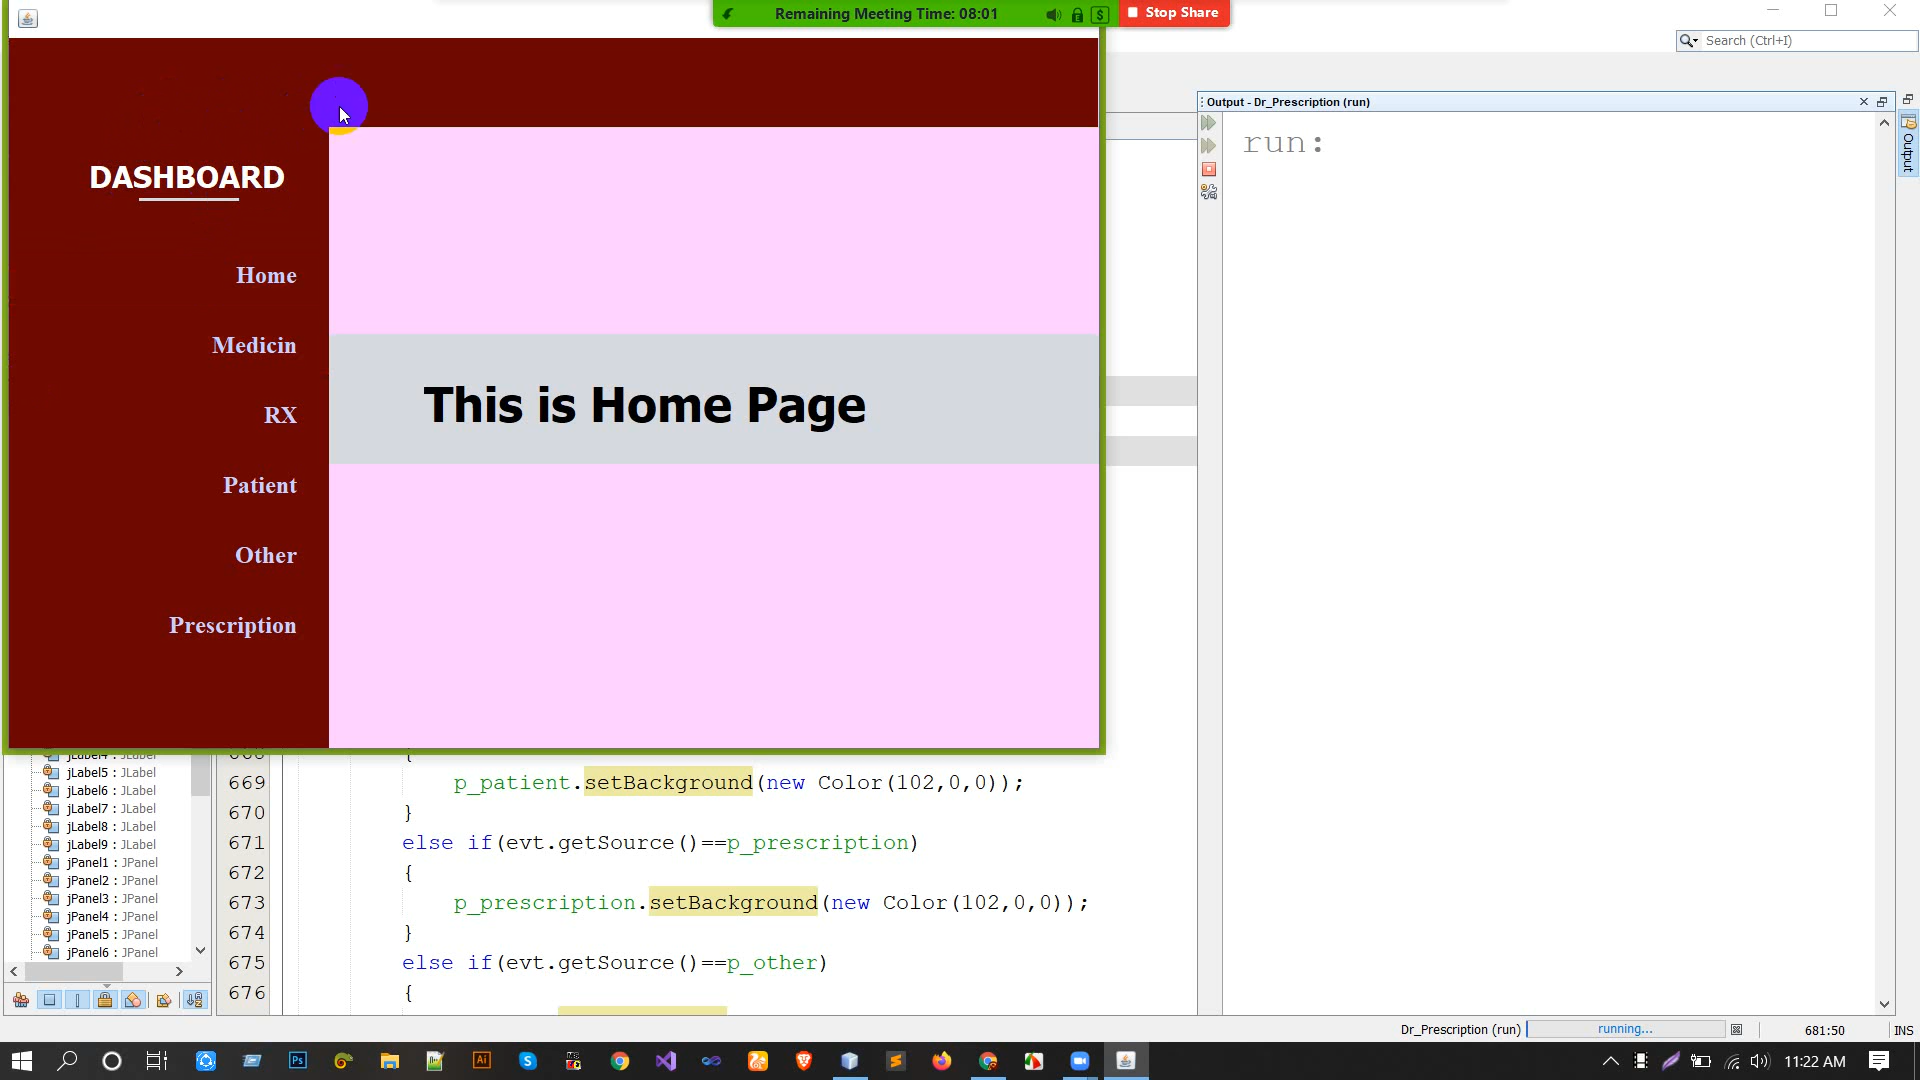 Remaining Meeting Time: 08:01
Stop Share
Search (Ctrl+I)
Output - Dr_Prescription (run)
Output
run:
DASHBOARD
Home
Medicin
RX
Patient
Other
Prescription
This is Home Page
jLabel4 : JLabel
jLabel5 : JLabel
jLabel6 : JLabel
jLabel7 : JLabel
jLabel8 : JLabel
jLabel9 : JLabel
jPanel1 : JPanel
jPanel2 : JPanel
jPanel3 : JPanel
jPanel4 : JPanel
jPanel5 : JPanel
jPanel6 : JPanel
668 {
669 p_patient.setBackground(new Color(102,0,0));
670 }
671 else if(evt.getSource()==p_prescription)
672 {
673 p_prescription.setBackground(new Color(102,0,0));
674 }
675 else if(evt.getSource()==p_other)
676 {
Dr_Prescription (run)
running...
681:50
INS
11:22 AM